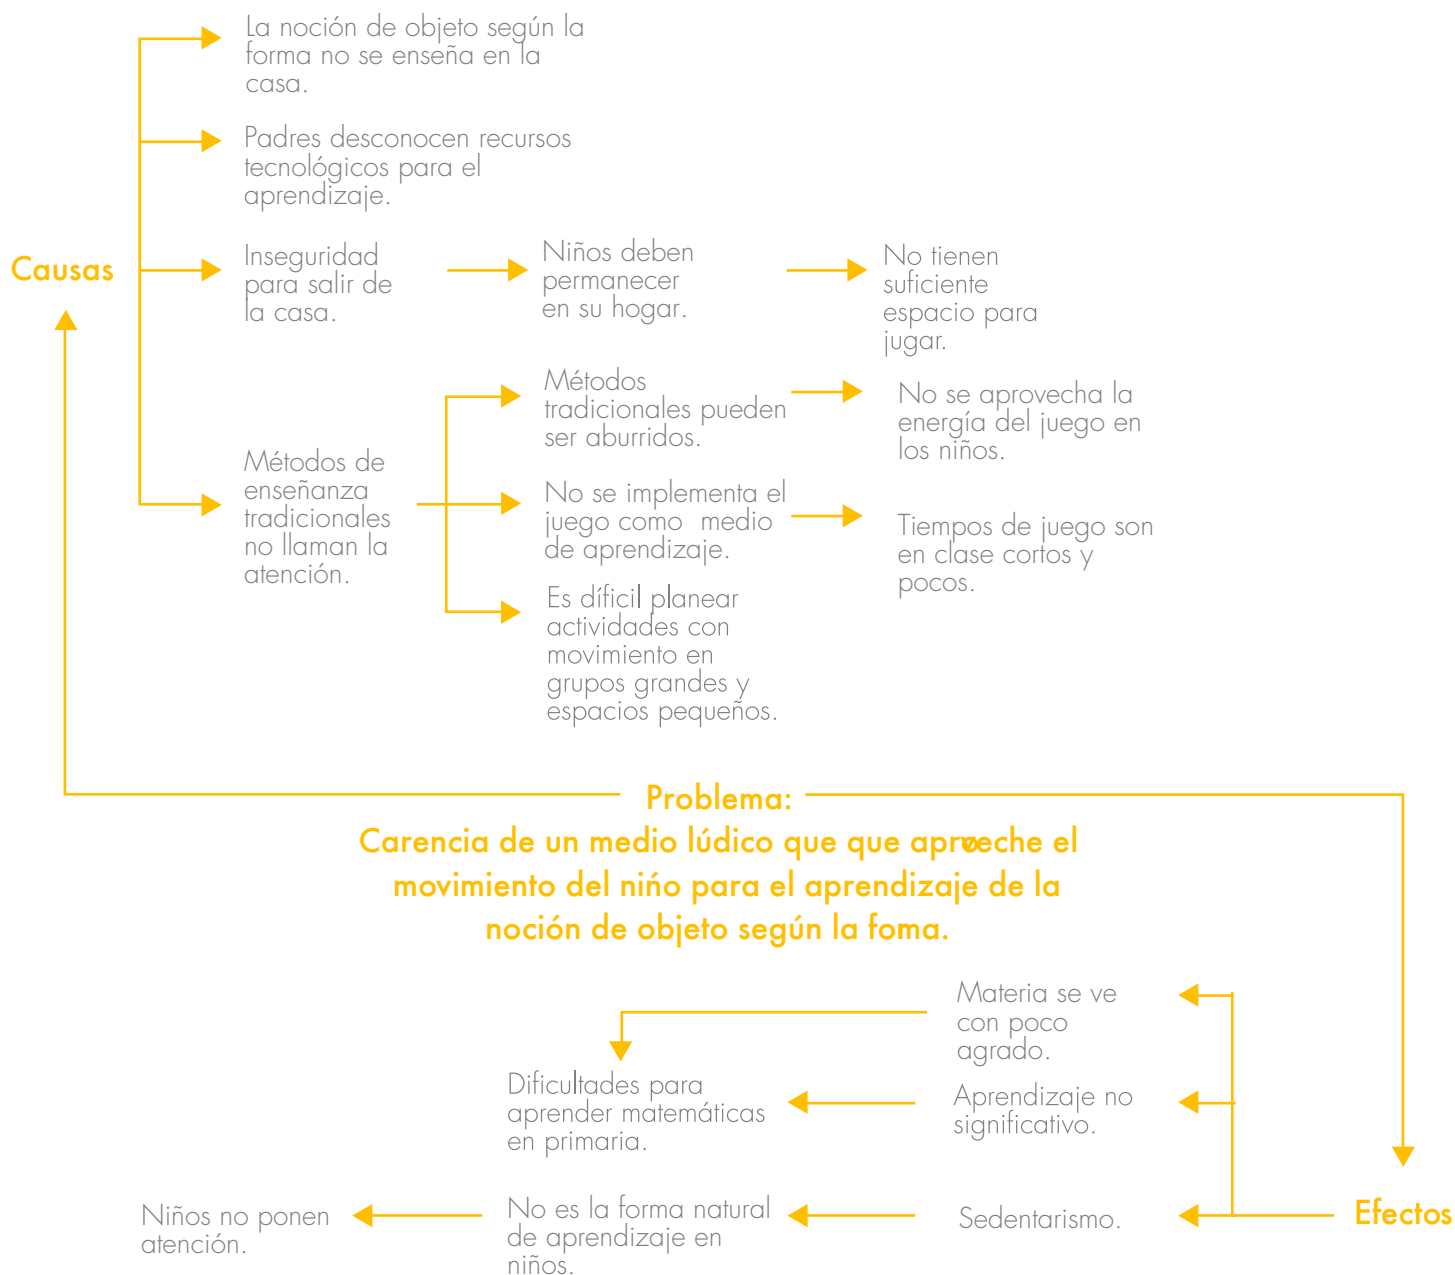 La noción de objeto según la
forma no se enseña en la
casa.
Padres desconocen recursos
tecnológicos para el
aprendizaje.
Causas
Inseguridad
para salir de
la casa.
Niños deben
permanecer
en su hogar.
No tienen
suficiente
espacio para
jugar.
Métodos de
enseñanza
tradicionales
no llaman la
atención.
Métodos
tradicionales pueden
ser aburridos.
No se aprovecha la
energía del juego en
los niños.
No se implementa el
juego como medio
de aprendizaje.
Tiempos de juego son
en clase cortos y
pocos.
Es díficil planear
actividades con
movimiento en
grupos grandes y
espacios pequeños.
Problema:
Carencia de un medio lúdico que que aproveche el
movimiento del nińo para el aprendizaje de la
noción de objeto según la foma.
Materia se ve
con poco
agrado.
Dificultades para
aprender matemáticas
en primaria.
Aprendizaje no
significativo.
Niños no ponen
atención.
No es la forma natural
de aprendizaje en
niños.
Sedentarismo.
Efectos